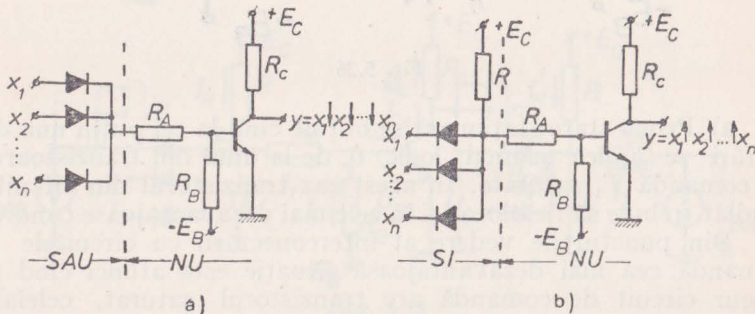 +E_C
+E_C
R_C
R
R_C
x_1
x_2
x_n
R_A
y=x_1↓x_2↓...↓x_n
x_1
x_2
x_n
R_A
y=x_1↑x_2↑...↑x_n
R_B
R_B
-E_B
-E_B
SAU NU
SI NU
a)
b)